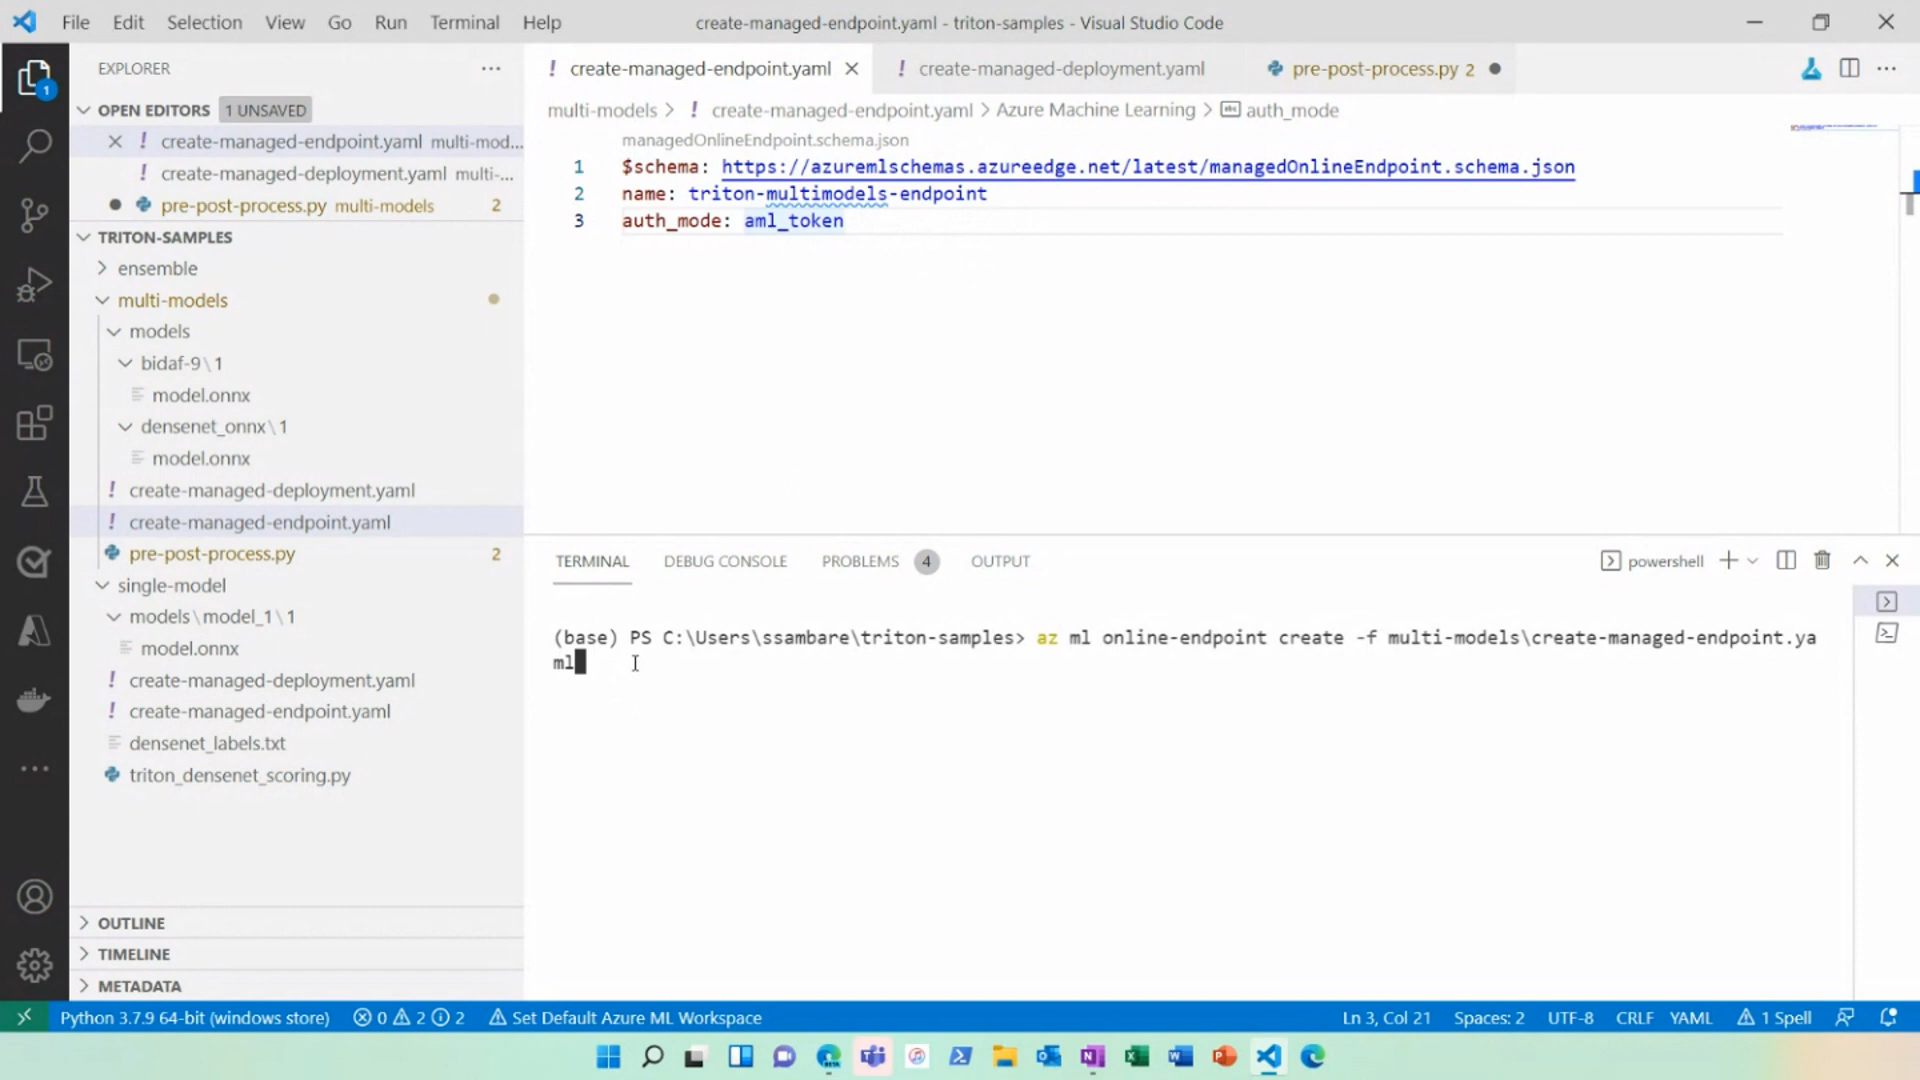 File Edit Selection View Go Run Terminal Help
create-managed-endpoint.yaml - triton-samples - Visual Studio Code
EXPLORER
1
OPEN EDITORS 1 UNSAVED
create-managed-endpoint.yaml multi-mod...
create-managed-deployment.yaml multi-...
pre-post-process.py multi-models 2
TRITON-SAMPLES
ensemble
multi-models
models
bidaf-9\1
model.onnx
densenet_onnx\1
model.onnx
create-managed-deployment.yaml
create-managed-endpoint.yaml
pre-post-process.py 2
single-model
models\model_1\1
model.onnx
create-managed-deployment.yaml
create-managed-endpoint.yaml
densenet_labels.txt
triton_densenet_scoring.py
OUTLINE
TIMELINE
METADATA
create-managed-endpoint.yaml
create-managed-deployment.yaml
pre-post-process.py 2
multi-models > create-managed-endpoint.yaml > Azure Machine Learning > auth_mode
managedOnlineEndpoint.schema.json
1 $schema: https://azuremlschemas.azureedge.net/latest/managedOnlineEndpoint.schema.json
2 name: triton-multimodels-endpoint
3 auth_mode: aml_token
TERMINAL DEBUG CONSOLE PROBLEMS 4 OUTPUT
powershell
(base) PS C:\Users\ssambare\triton-samples> az ml online-endpoint create -f multi-models\create-managed-endpoint.ya
ml
Python 3.7.9 64-bit (windows store) 0 2 2 Set Default Azure ML Workspace
Ln 3, Col 21 Spaces: 2 UTF-8 CRLF YAML 1 Spell